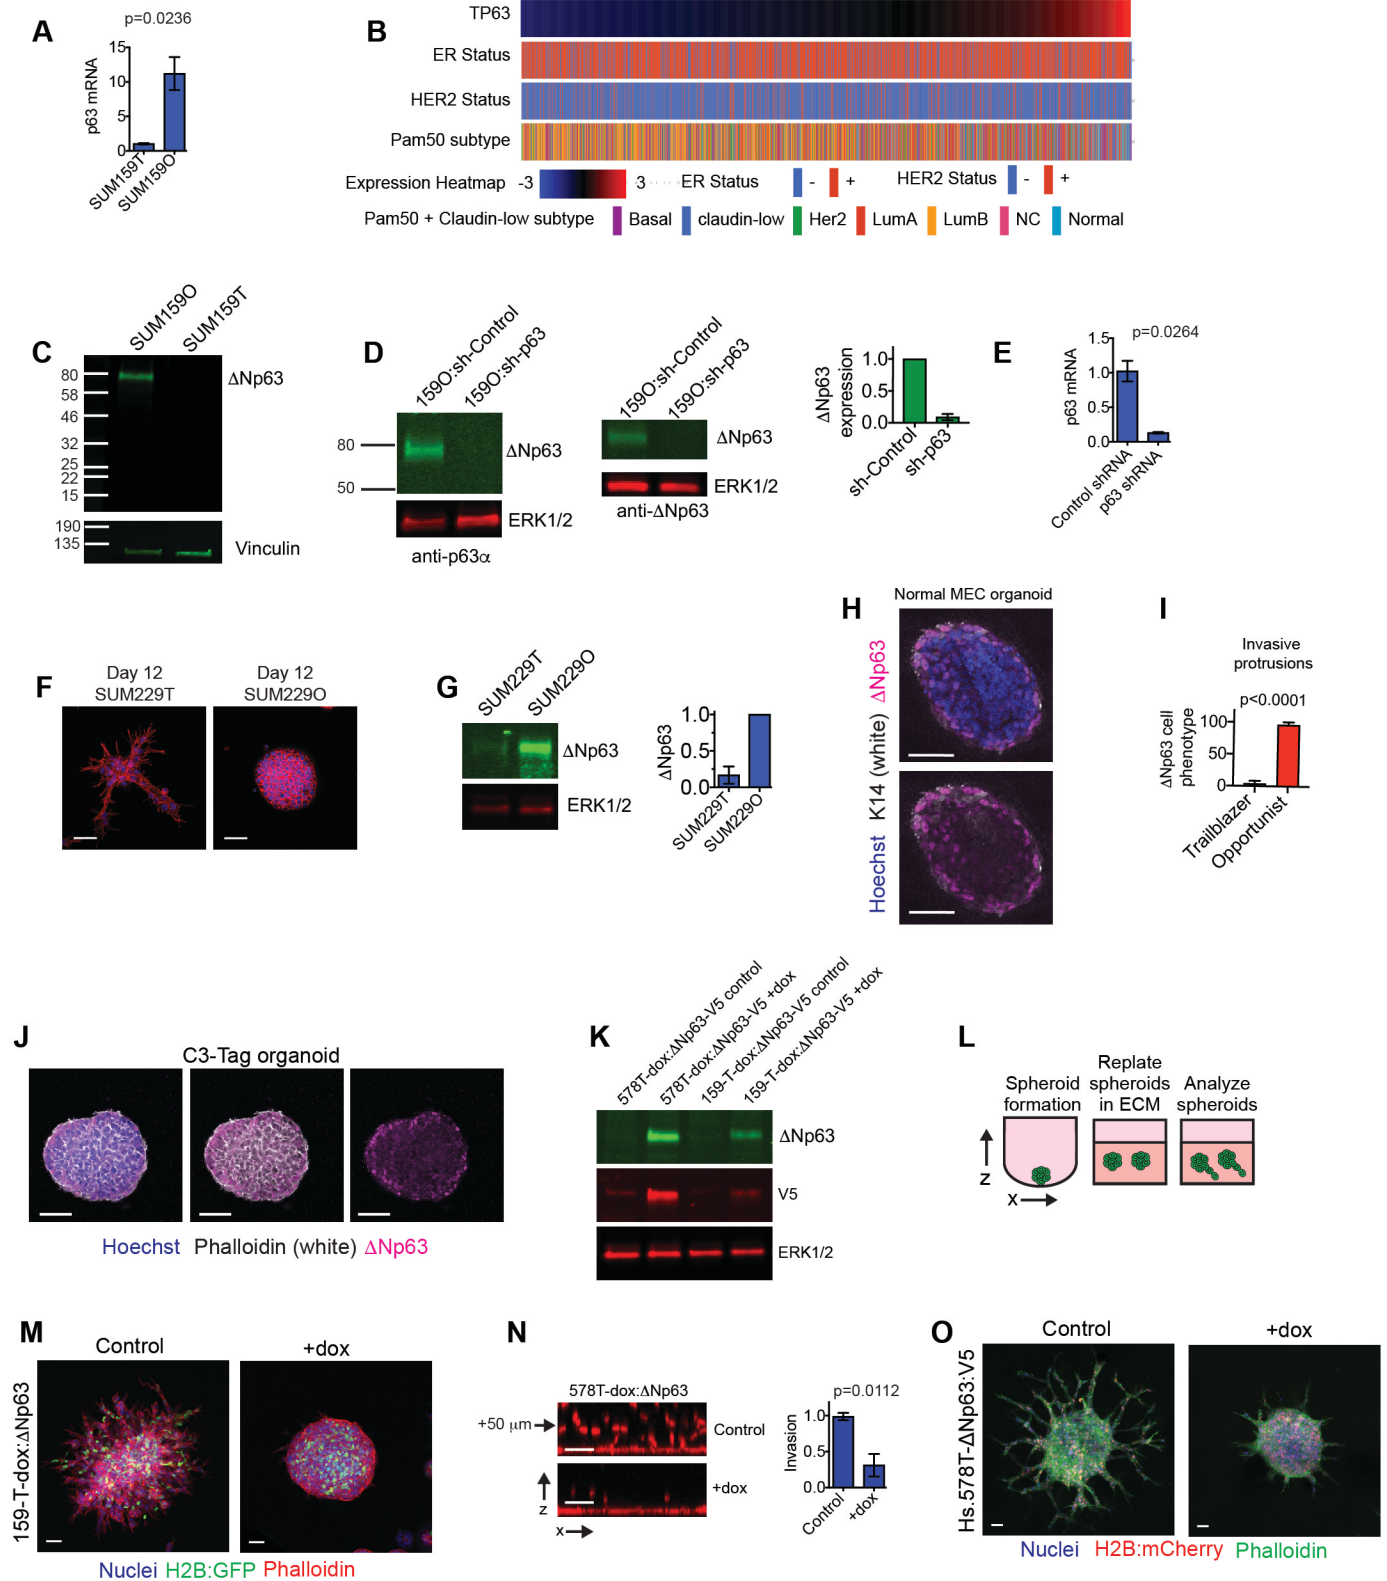 A
p=0.0236
p63 mRNA
15
10
5
0
SUM159T
SUM159O
B
TP63
ER Status
HER2 Status
Pam50 subtype
Expression Heatmap -3 3 ER Status - + HER2 Status - +
Pam50 + Claudin-low subtype Basal claudin-low Her2 LumA LumB NC Normal
C
SUM159O
SUM159T
80
58
46
32
25
22
15
190
135
ΔNp63
Vinculin
D
159O:sh-Control
159O:sh-p63
80
50
ΔNp63
ERK1/2
anti-p63α
159O:sh-Control
159O:sh-p63
ΔNp63
ERK1/2
anti-ΔNp63
ΔNp63
expression
1.0
0.5
0.0
sh-Control
sh-p63
E
p=0.0264
p63 mRNA
1.5
1.0
0.5
0.0
Control shRNA
p63 shRNA
F
Day 12
SUM229T
Day 12
SUM229O
G
SUM229T
SUM229O
ΔNp63
ERK1/2
ΔNp63
1.0
0.5
0.0
SUM229T
SUM229O
H
Normal MEC organoid
Hoechst K14 (white) ΔNp63
I
Invasive
protrusions
p<0.0001
ΔNp63 cell
phenotype
100
50
0
Trailblazer
Opportunist
J
C3-Tag organoid
Hoechst Phalloidin (white) ΔNp63
K
578T-dox:ΔNp63-V5 control
578T-dox:ΔNp63-V5 +dox
159-T-dox:ΔNp63-V5 control
159-T-dox:ΔNp63-V5 +dox
ΔNp63
V5
ERK1/2
L
Spheroid
formation
Replate
spheroids
in ECM
Analyze
spheroids
z
x
M
Control
+dox
159-T-dox:ΔNp63
Nuclei H2B:GFP Phalloidin
N
578T-dox:ΔNp63
+50 μm
Control
+dox
z
x
p=0.0112
Invasion
1.0
0.5
0.0
Control
+dox
O
Control
+dox
Hs.578T-ΔNp63:V5
Nuclei H2B:mCherry Phalloidin